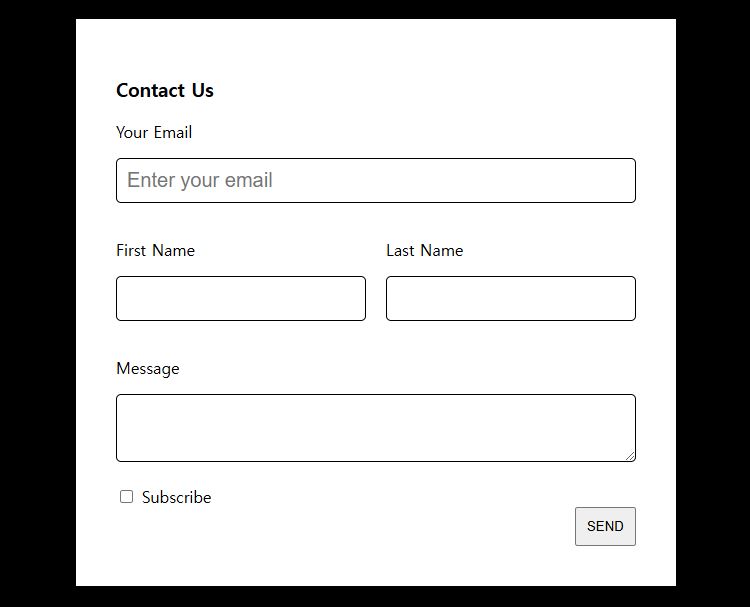 Contact Us
Your Email
Enter your email
First Name Last Name
Message
Subscribe
SEND